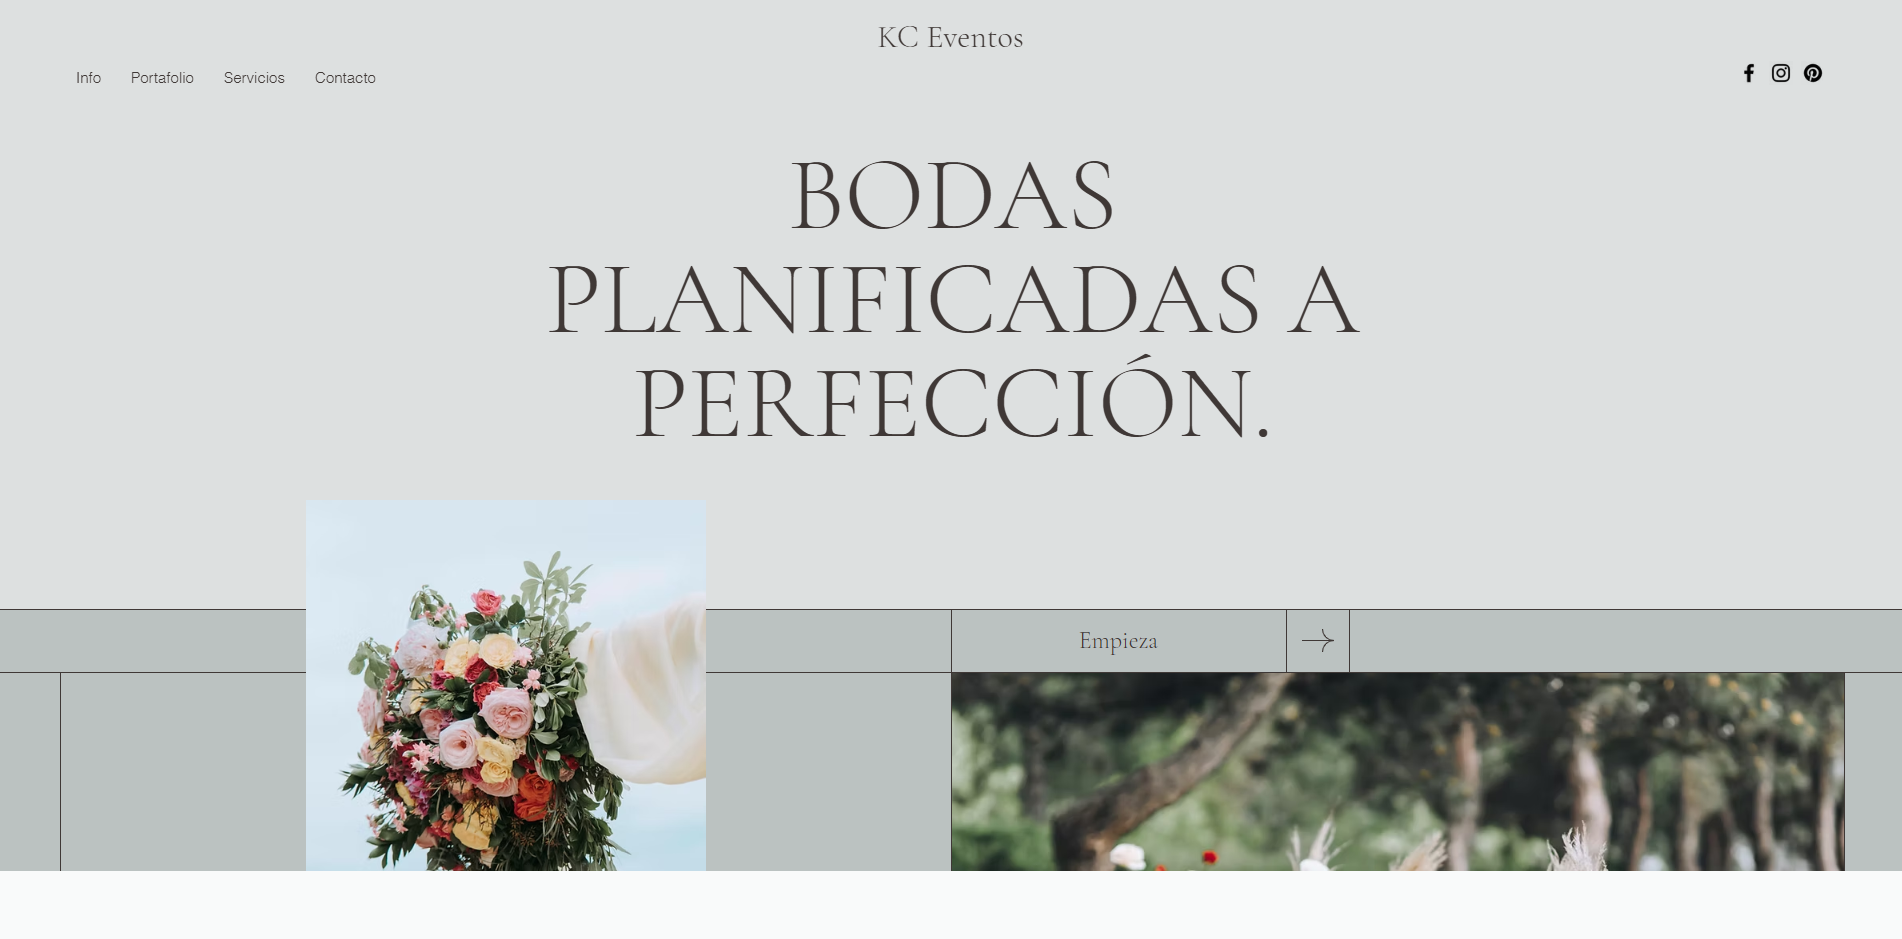 KC Eventos
Info Portafolio Servicios Contacto
BODAS
PLANIFICADAS A
PERFECCIÓN.
Empieza